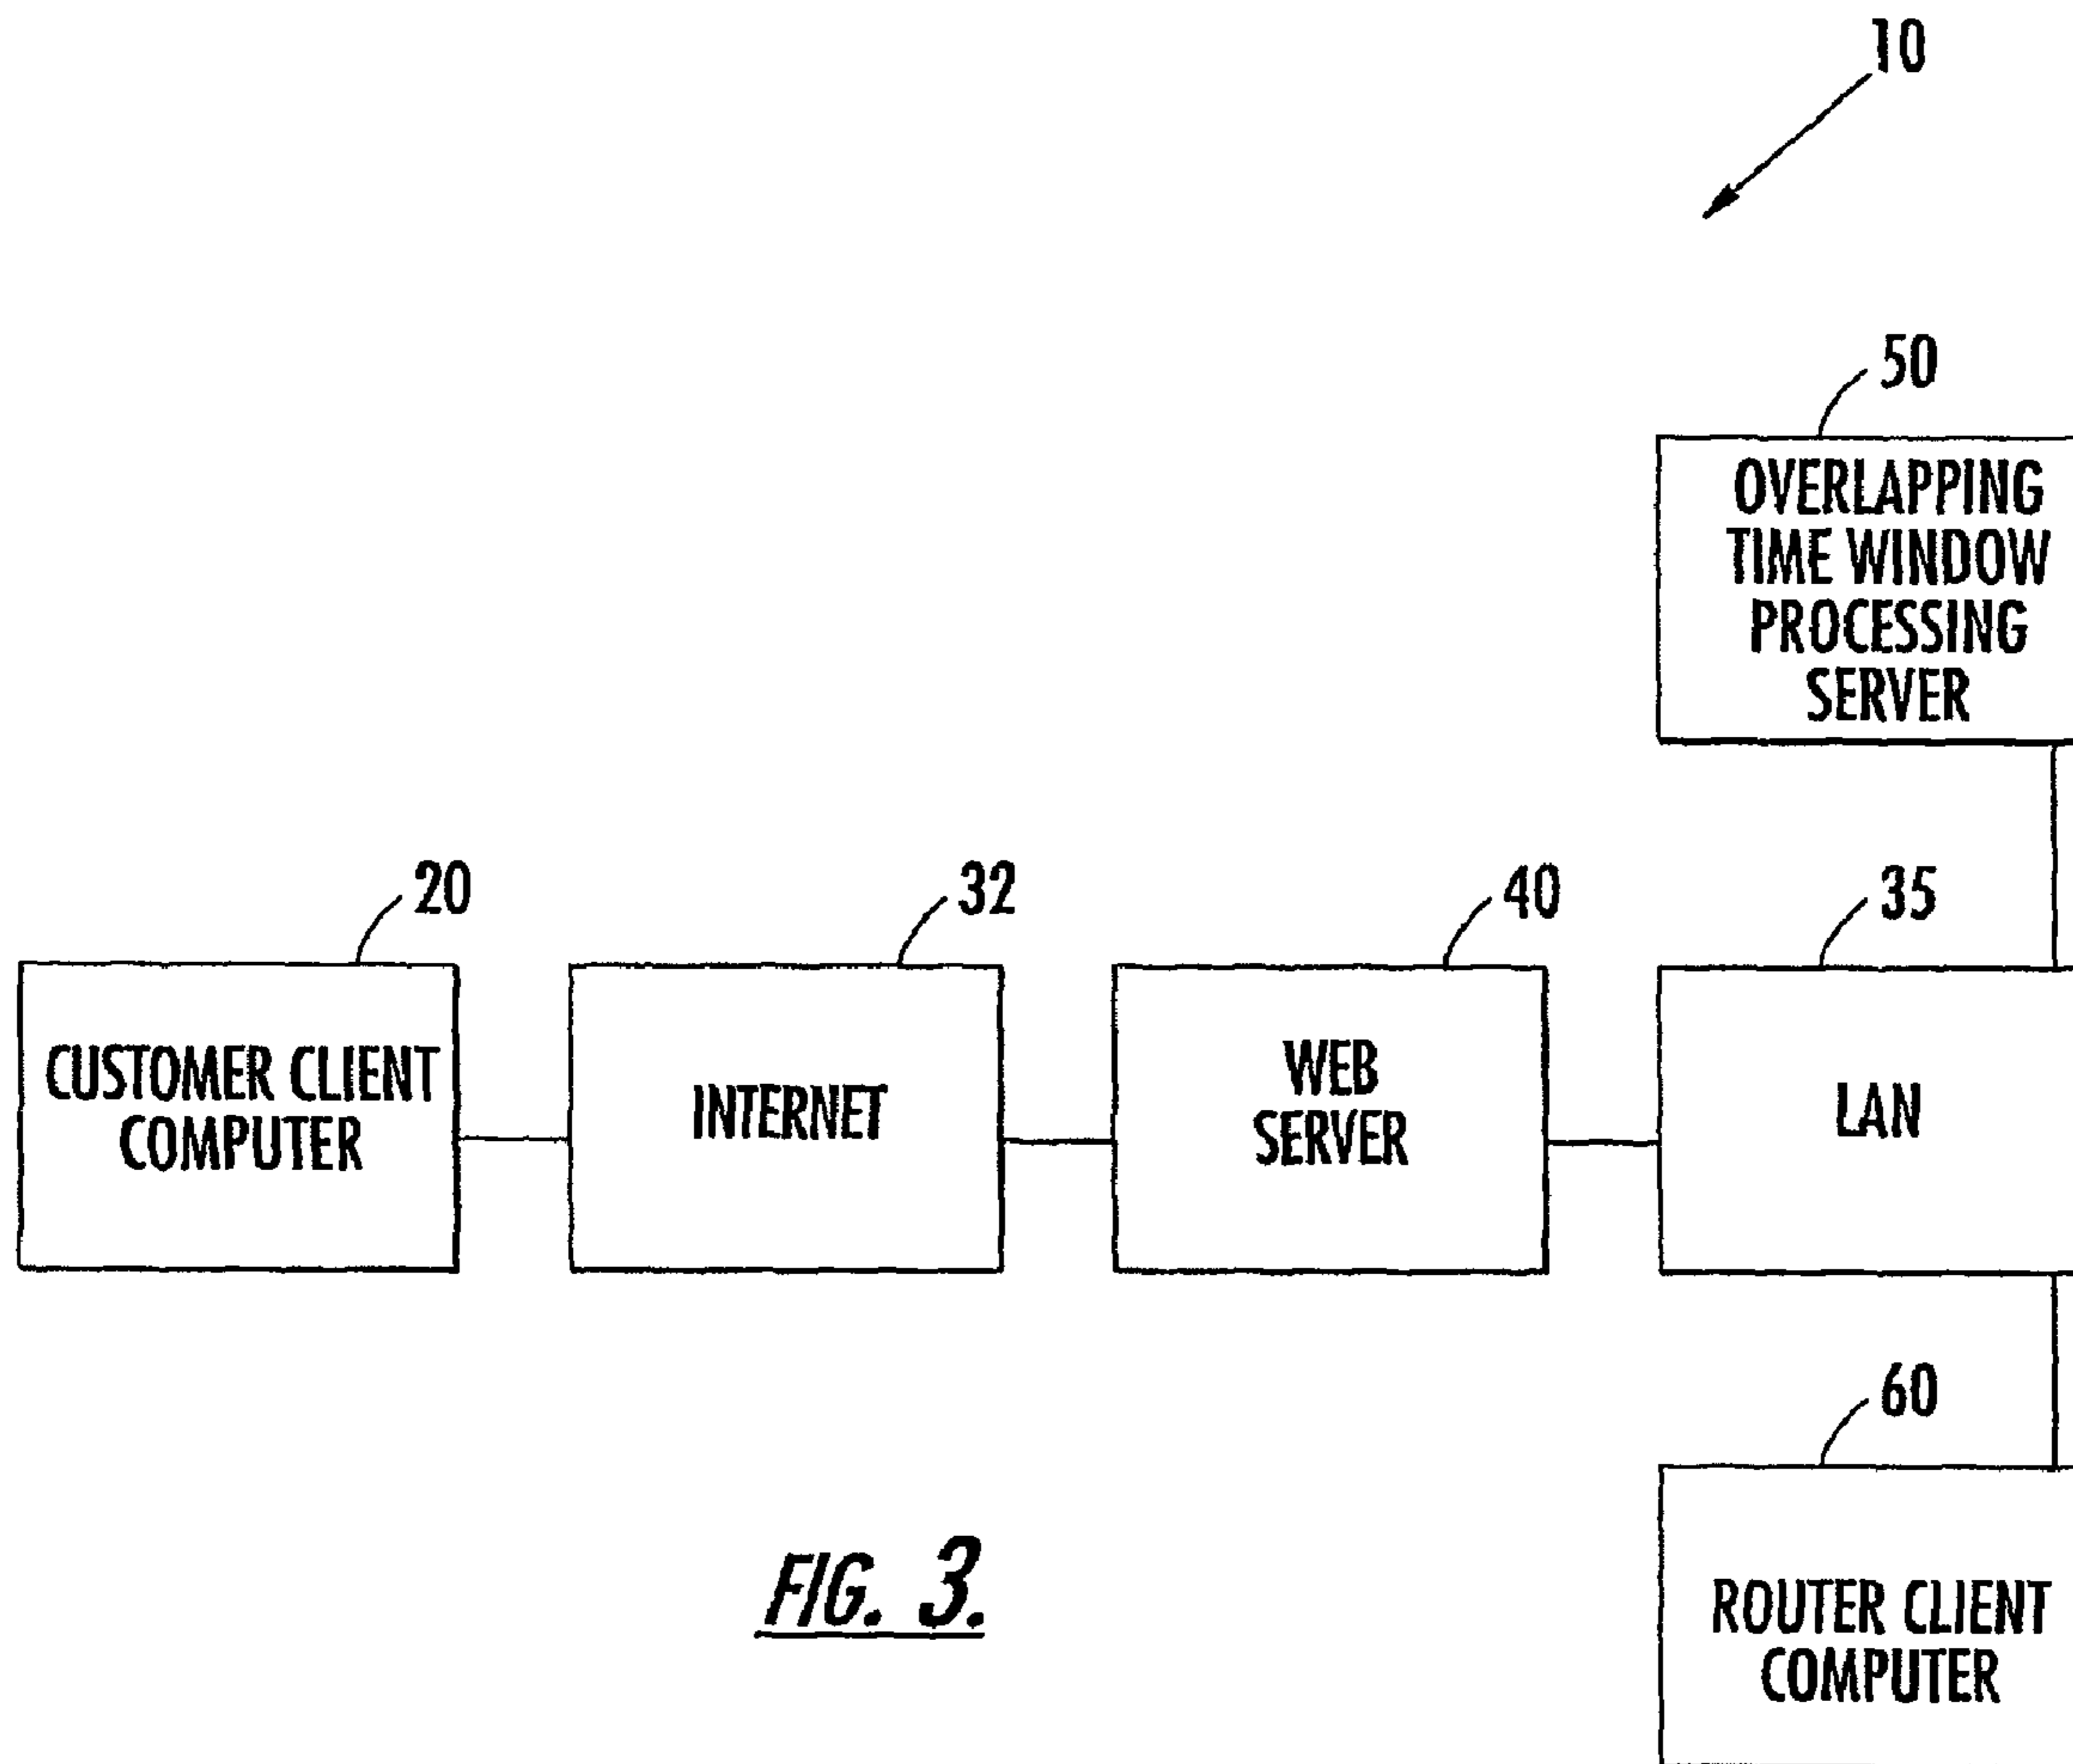 10
50
OVERLAPPING
TIME WINDOW
PROCESSING
SERVER
20
32
40
35
CUSTOMER CLIENT
COMPUTER
INTERNET
WEB
SERVER
LAN
60
ROUTER CLIENT
COMPUTER
FIG. 3.